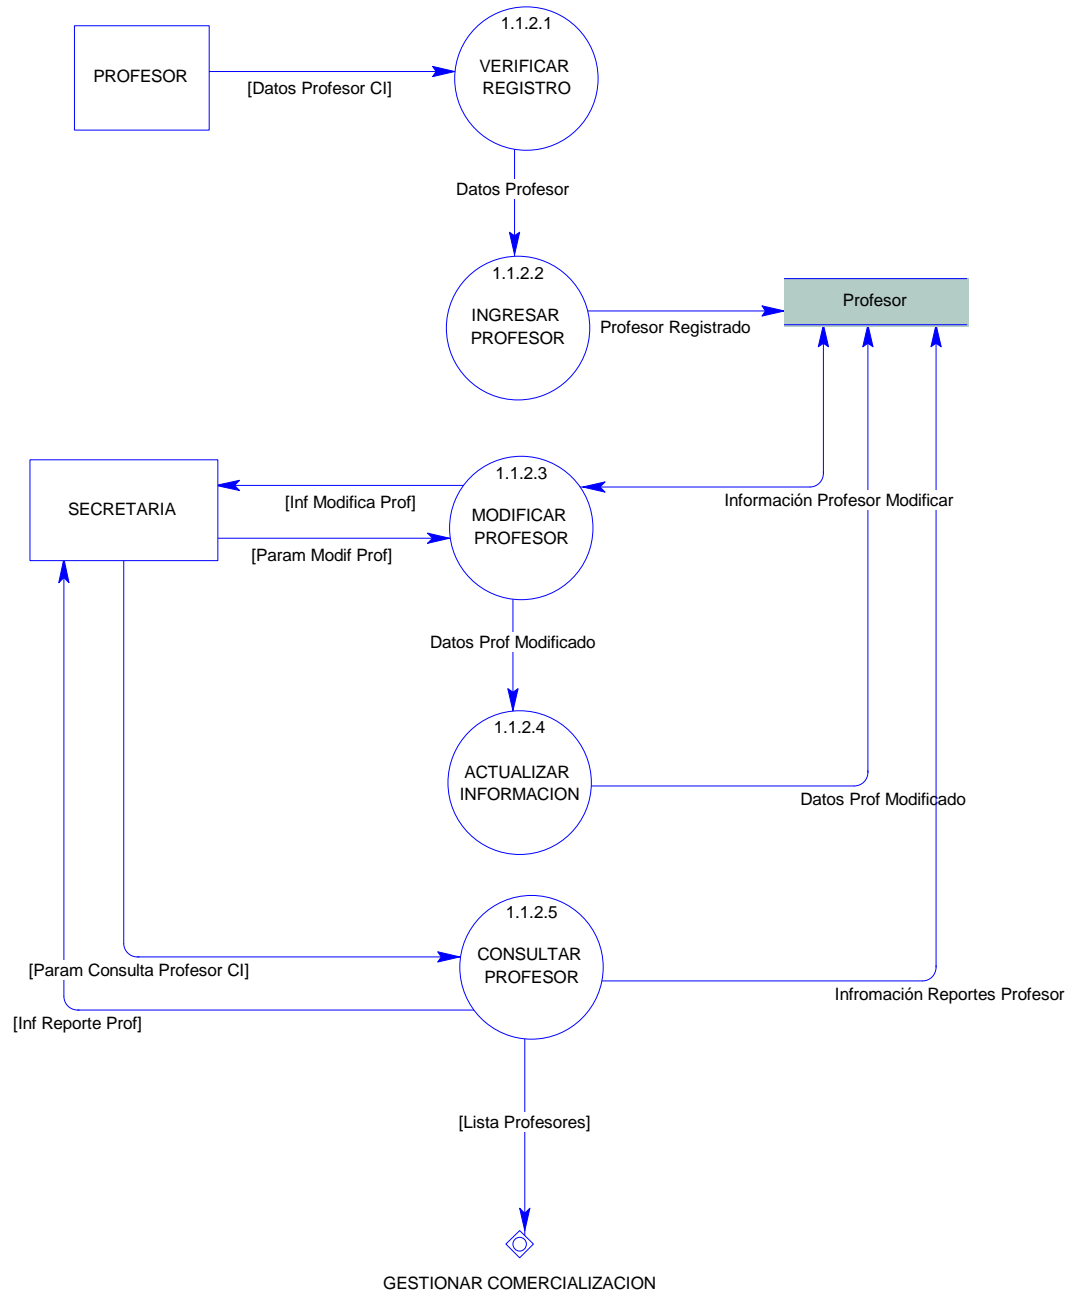 1.1.2.1
PROFESOR
VERIFICAR
REGISTRO
[Datos Profesor CI]
Datos Profesor
1.1.2.2
INGRESAR
PROFESOR
Profesor Registrado
Profesor
1.1.2.3
SECRETARIA
[Inf Modifica Prof]
MODIFICAR
PROFESOR
Información Profesor Modificar
[Param Modif Prof]
Datos Prof Modificado
1.1.2.4
ACTUALIZAR
INFORMACION
Datos Prof Modificado
1.1.2.5
CONSULTAR
PROFESOR
[Param Consulta Profesor CI]
Infromación Reportes Profesor
[Inf Reporte Prof]
[Lista Profesores]
GESTIONAR COMERCIALIZACION